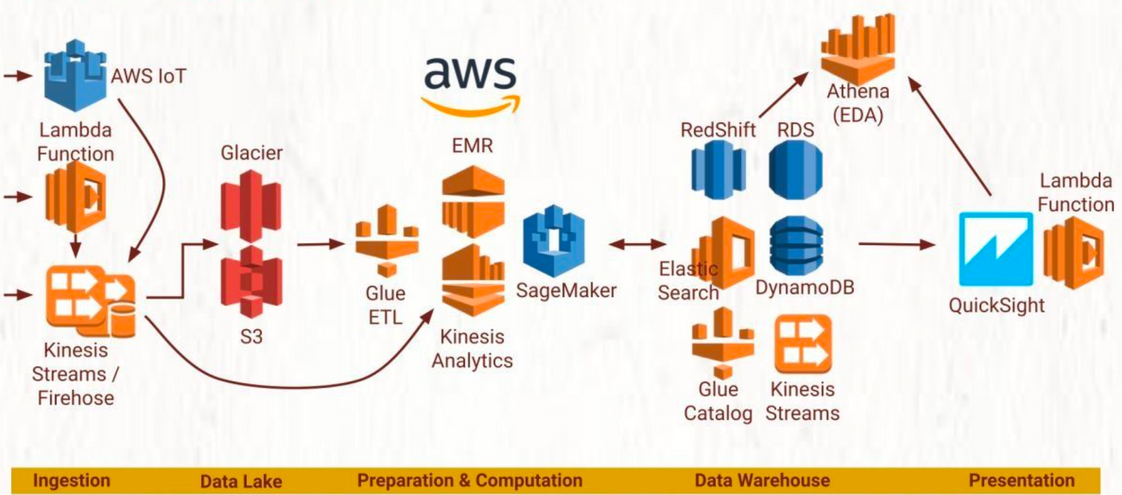 AWS IoT
Lambda
Function
Kinesis
Streams /
Firehose
Glacier
S3
aws
EMR
Glue
ETL
Kinesis
Analytics
SageMaker
Athena
(EDA)
RedShift
RDS
Elastic
Search
DynamoDB
Glue
Catalog
Kinesis
Streams
Lambda
Function
QuickSight
Ingestion
Data Lake
Preparation & Computation
Data Warehouse
Presentation